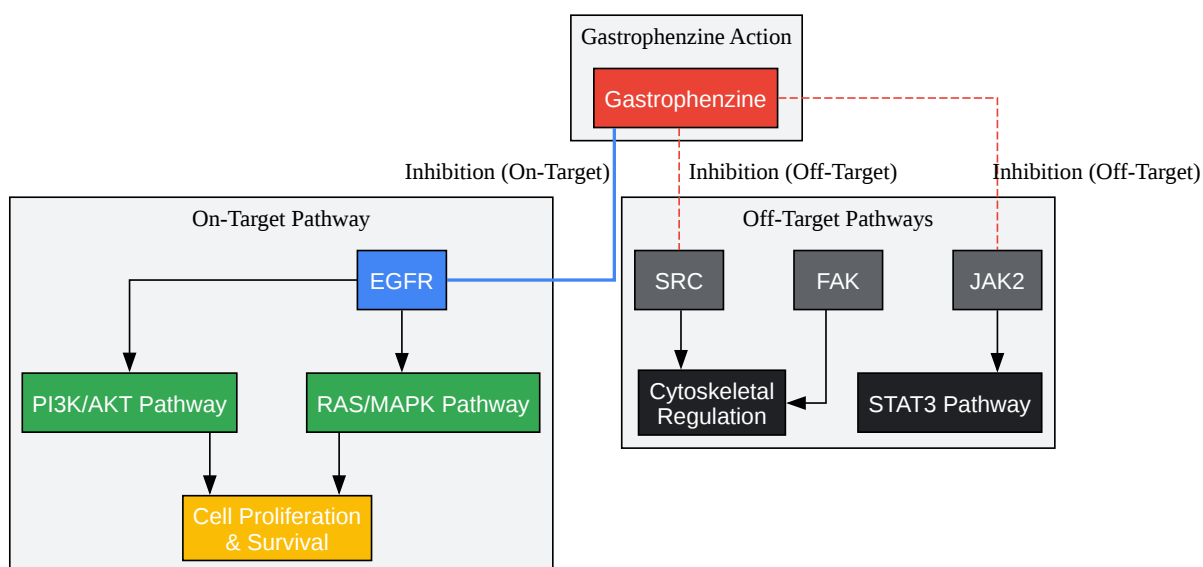 Gastrophenzine Action
Gastrophenzine
Inhibition (On-Target)
Inhibition (Off-Target)
Inhibition (Off-Target)
On-Target Pathway
Off-Target Pathways
EGFR
SRC
FAK
JAK2
PI3K/AKT Pathway
RAS/MAPK Pathway
Cytoskeletal
Regulation
STAT3 Pathway
Cell Proliferation
& Survival